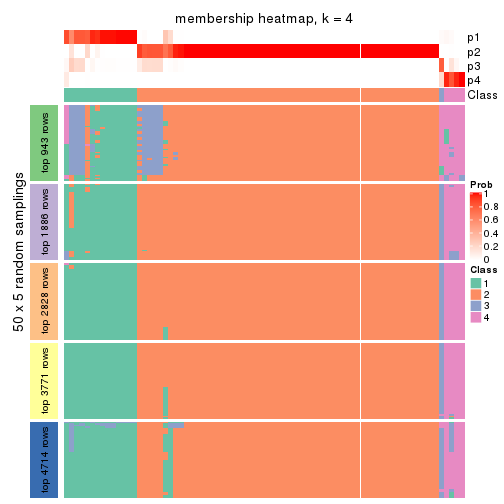 membership heatmap, k = 4
p1
p2
p3
p4
Class
50 x 5 random samplings
top 943 rows
top 1886 rows
top 2828 rows
top 3771 rows
top 4714 rows
Prob
1
0.8
0.6
0.4
0.2
0
Class
1
2
3
4